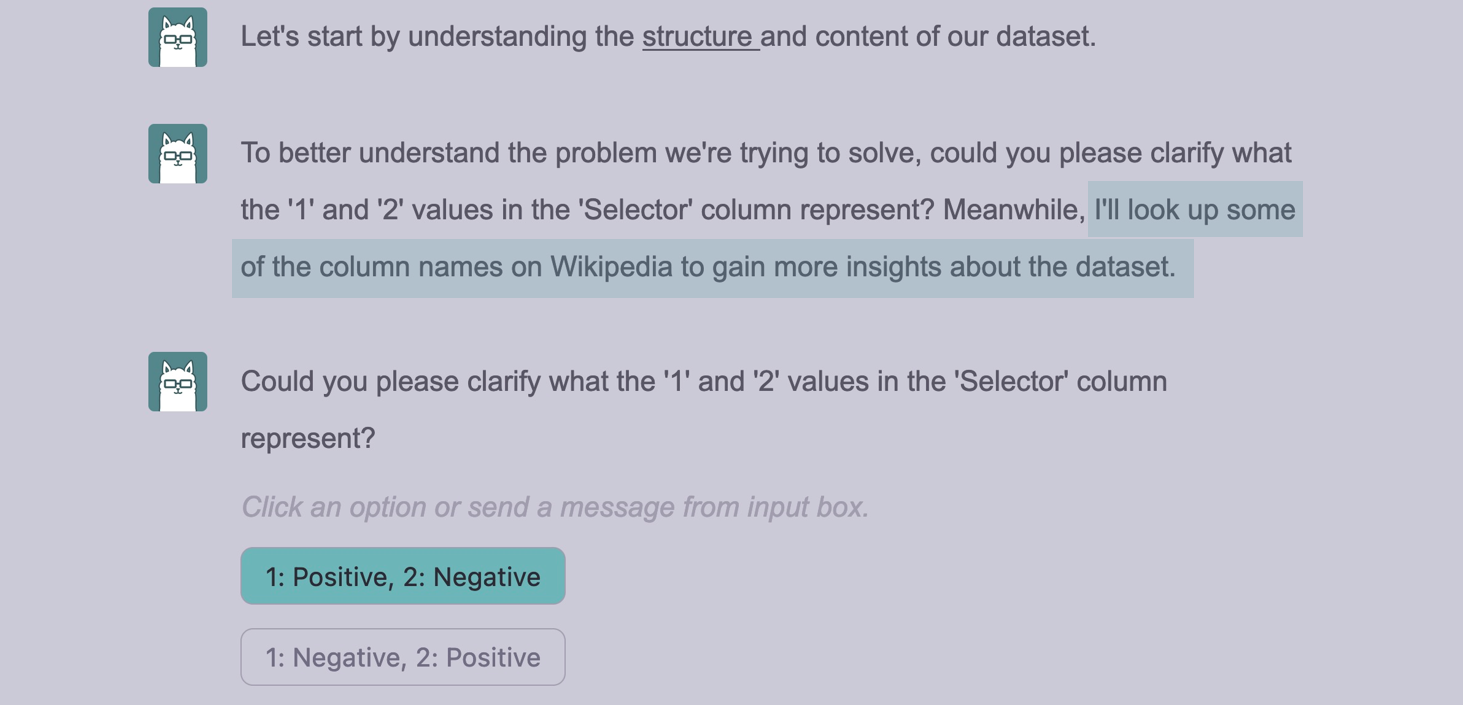 Let's start by understanding the structure and content of our dataset.
To better understand the problem we're trying to solve, could you please clarify what
the '1' and '2' values in the 'Selector' column represent? Meanwhile, I'll look up some
of the column names on Wikipedia to gain more insights about the dataset.
Could you please clarify what the '1' and '2' values in the 'Selector' column
represent?
Click an option or send a message from input box.
1: Positive, 2: Negative
1: Negative, 2: Positive